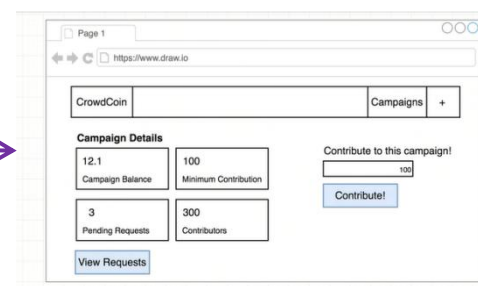 Page 1
https://www.draw.io
CrowdCoin Campaigns +
Campaign Details
12.1
Campaign Balance
100
Minimum Contribution
3
Pending Requests
300
Contributors
View Requests
Contribute to this campaign!
100
Contribute!